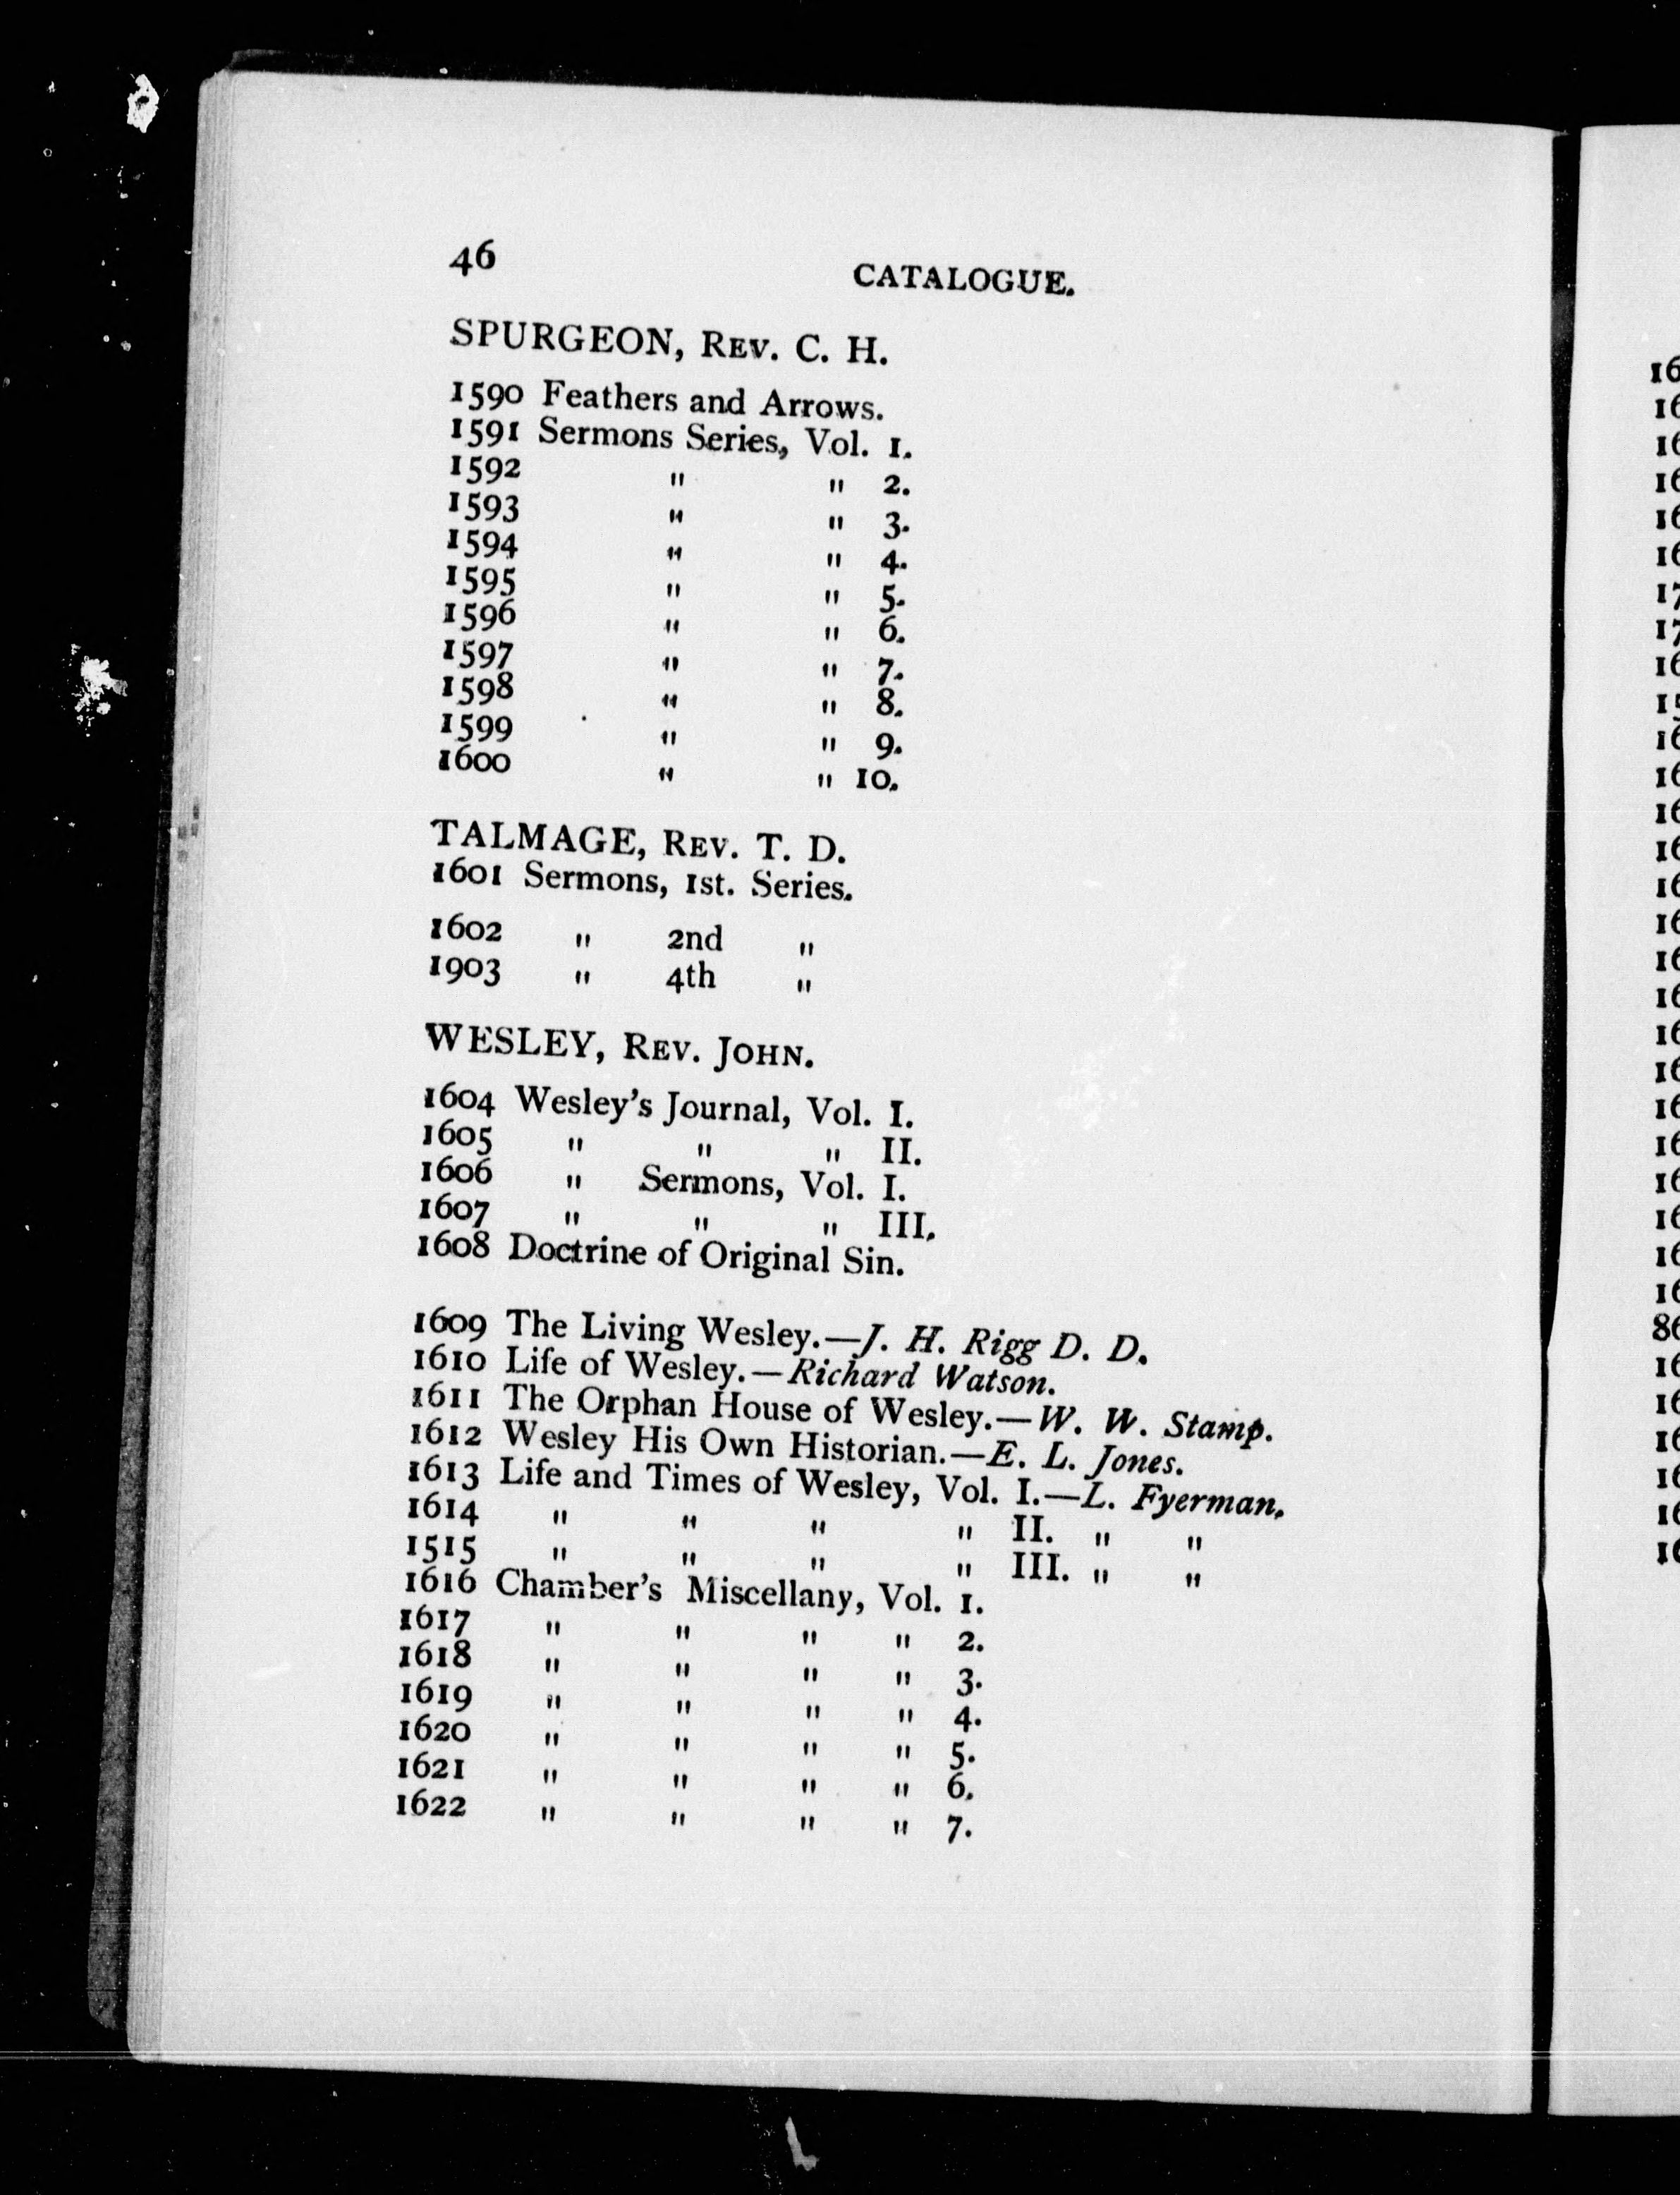 46
CATALOGUE.
SPURGEON, REV. C. H.
1590 Feathers and Arrows.
1591 Sermons Series, Vol. 1.
1592 " " 2.
1593 " " 3.
1594 " " 4.
1595 " " 5.
1596 " " 6.
1597 " " 7.
1598 " " 8.
1599 " " 9.
1600 " " 10.
TALMAGE, REV. T. D.
1601 Sermons, 1st. Series.
1602 " 2nd "
1903 " 4th "
WESLEY, REV. JOHN.
1604 Wesley's Journal, Vol. I.
1605 " " " II.
1606 " Sermons, Vol. I.
1607 " " " III.
1608 Doctrine of Original Sin.
1609 The Living Wesley.—J. H. Rigg D. D.
1610 Life of Wesley.—Richard Watson.
1611 The Orphan House of Wesley.—W. W. Stamp.
1612 Wesley His Own Historian.—E. L. Jones.
1613 Life and Times of Wesley, Vol. I.—L. Fyerman.
1614 " " " " II. " "
1515 " " " " III. " "
1616 Chamber's Miscellany, Vol. 1.
1617 " " " " 2.
1618 " " " " 3.
1619 " " " " 4.
1620 " " " " 5.
1621 " " " " 6.
1622 " " " " 7.